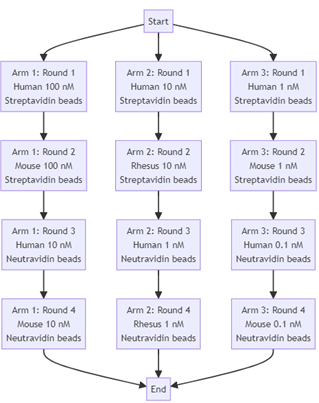 Start
Arm 1: Round 1
Human 100 nM
Streptavidin beads
Arm 2: Round 1
Human 10 nM
Streptavidin beads
Arm 3: Round 1
Human 1 nM
Streptavidin beads
Arm 1: Round 2
Mouse 100 nM
Streptavidin beads
Arm 2: Round 2
Rhesus 10 nM
Streptavidin beads
Arm 3: Round 2
Mouse 1 nM
Streptavidin beads
Arm 1: Round 3
Human 10 nM
Neutravidin beads
Arm 2: Round 3
Human 1 nM
Neutravidin beads
Arm 3: Round 3
Human 0.1 nM
Neutravidin beads
Arm 1: Round 4
Mouse 10 nM
Neutravidin beads
Arm 2: Round 4
Rhesus 1 nM
Neutravidin beads
Arm 3: Round 4
Mouse 0.1 nM
Neutravidin beads
End